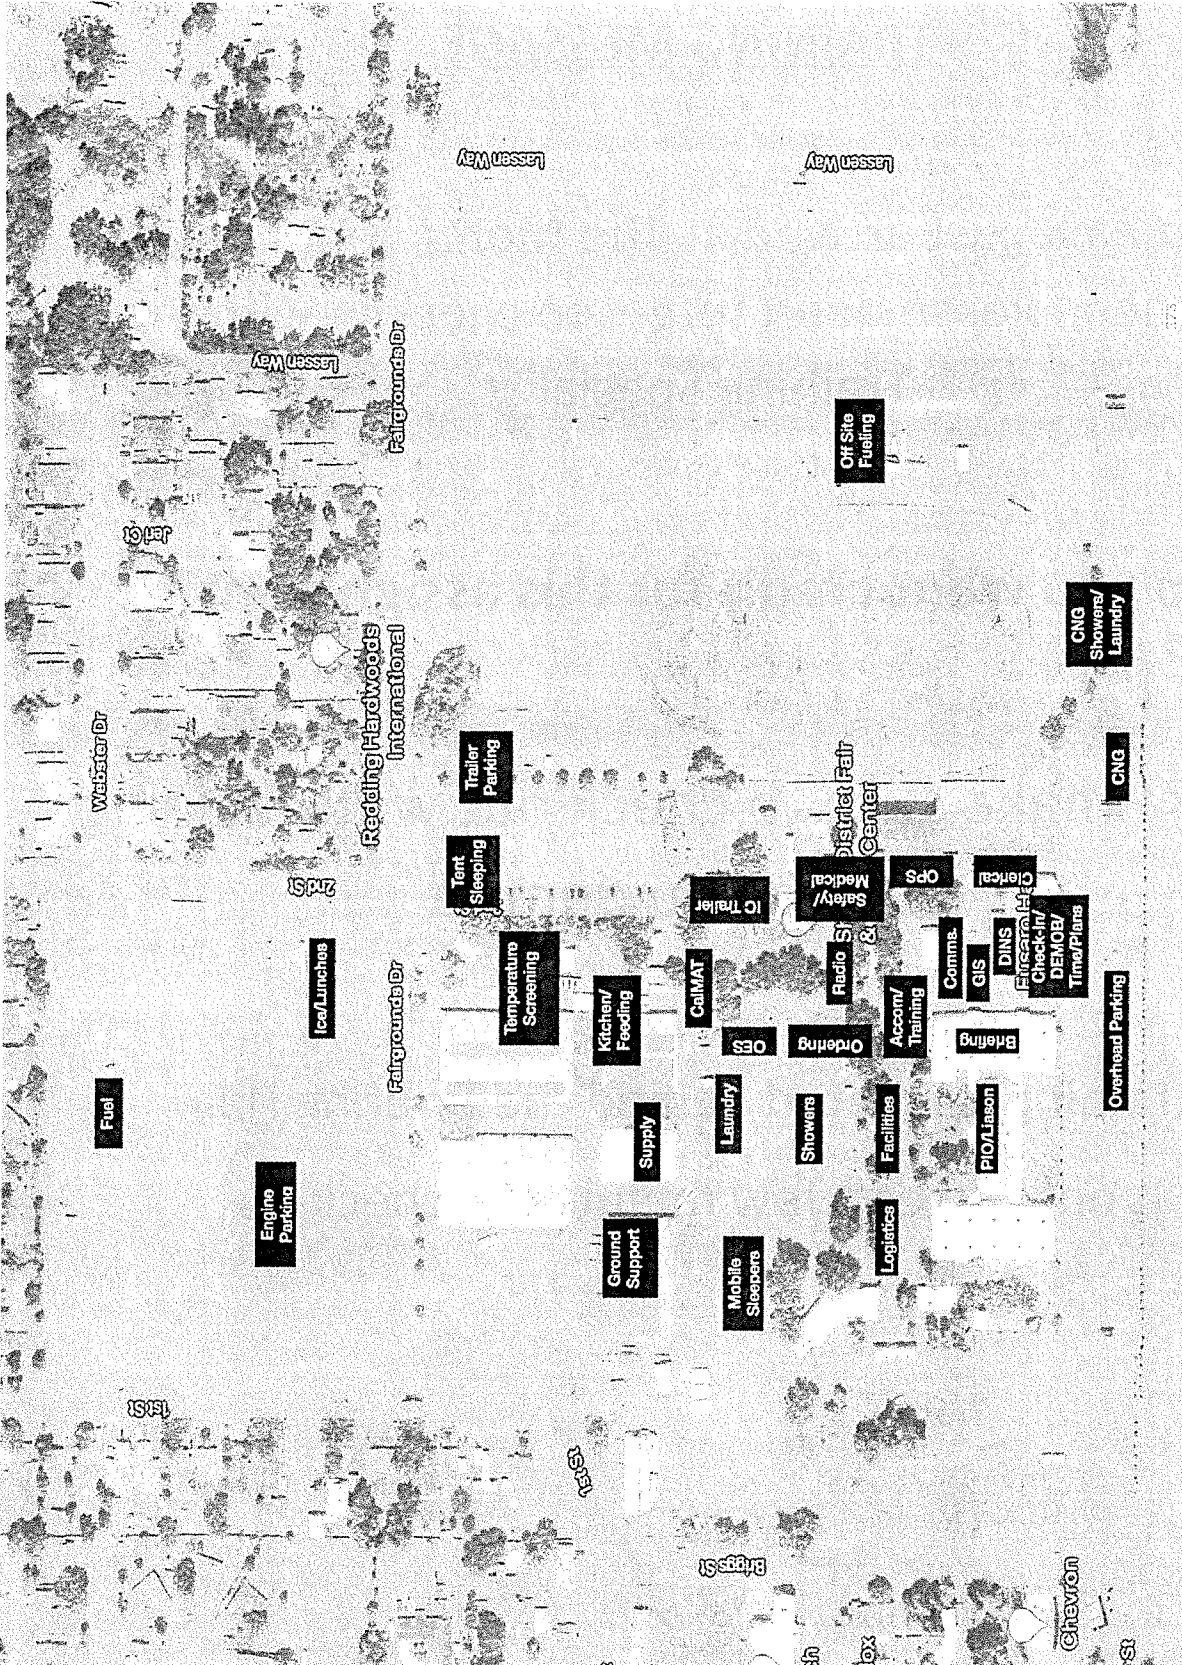 Lassen Way
Lassen Way
Lassen Way
Fairgrounds Dr
Jeri Ct
Off Site
Fueling
CNG
Showers/
Laundry
Webster Dr
Redding Hardwoods
International
Trailer
Parking
CNG
District Fair
Center
2nd St
Tent
Sleeping
IC Trailer
Safety/
Medical
OPS
Clerical
Ice/Lunches
Fairgrounds Dr
Temperature
Screening
Kitchen/
Feeding
CalMAT
Radio
&
Comms.
GIS
DINS
Check-In/
DEMOB/
Time/Plans
OES
Ordering
Accom/
Training
Briefing
Overhead Parking
Fuel
Supply
Laundry
Showers
Facilities
PIO/Liason
Engine
Parking
Ground
Support
Mobile
Sleepers
Logistics
1st St
1st St
Briggs St
Chevron
st